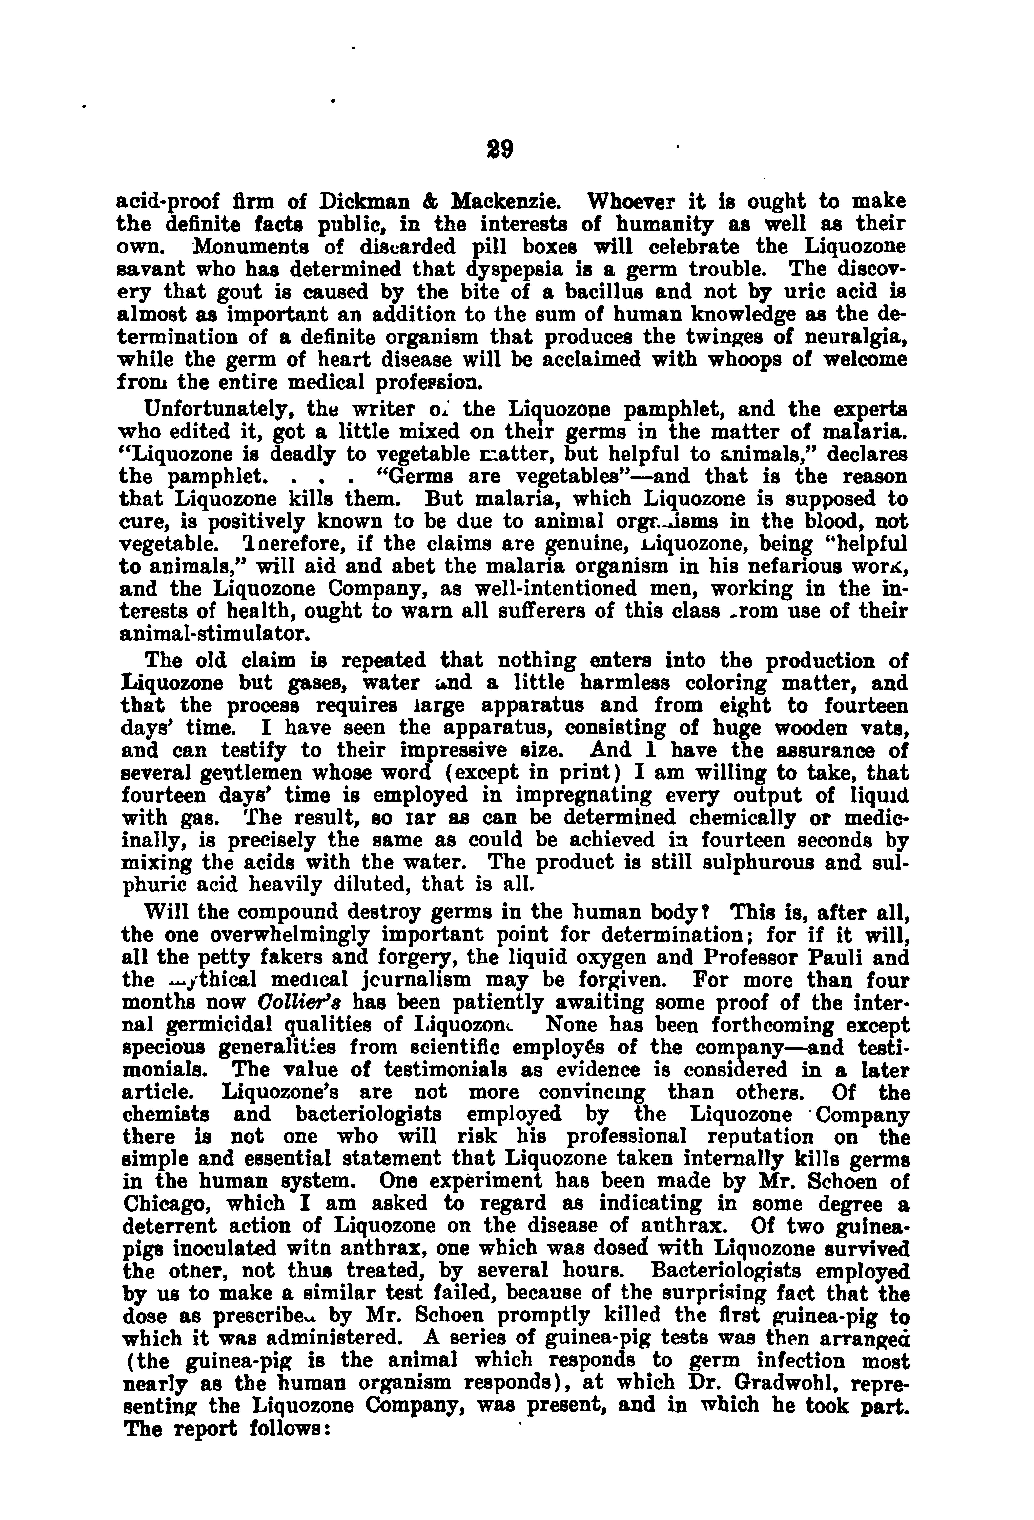 29
acid-proof firm of Dickman & Mackenzie. Whoever it is ought to make
the definite facts public, in the interests of humanity as well as their
own. Monuments of discarded pill boxes will celebrate the Liquozone
savant who has determined that dyspepsia is a germ trouble. The discov-
ery that gout is caused by the bite of a bacillus and not by uric acid is
almost as important an addition to the sum of human knowledge as the de-
termination of a definite organism that produces the twinges of neuralgia,
while the germ of heart disease will be acclaimed with whoops of welcome
from the entire medical profession.
Unfortunately, the writer of the Liquozone pamphlet, and the experts
who edited it, got a little mixed on their germs in the matter of malaria.
"Liquozone is deadly to vegetable matter, but helpful to animals," declares
the pamphlet. . . . "Germs are vegetables"—and that is the reason
that Liquozone kills them. But malaria, which Liquozone is supposed to
cure, is positively known to be due to animal organisms in the blood, not
vegetable. Therefore, if the claims are genuine, Liquozone, being "helpful
to animals," will aid and abet the malaria organism in his nefarious work,
and the Liquozone Company, as well-intentioned men, working in the in-
terests of health, ought to warn all sufferers of this class from use of their
animal-stimulator.
The old claim is repeated that nothing enters into the production of
Liquozone but gases, water and a little harmless coloring matter, and
that the process requires large apparatus and from eight to fourteen
days' time. I have seen the apparatus, consisting of huge wooden vats,
and can testify to their impressive size. And I have the assurance of
several gentlemen whose word (except in print) I am willing to take, that
fourteen days' time is employed in impregnating every output of liquid
with gas. The result, so far as can be determined chemically or medic-
inally, is precisely the same as could be achieved in fourteen seconds by
mixing the acids with the water. The product is still sulphurous and sul-
phuric acid heavily diluted, that is all.
Will the compound destroy germs in the human body? This is, after all,
the one overwhelmingly important point for determination; for if it will,
all the petty fakers and forgery, the liquid oxygen and Professor Pauli and
the mythical medical journalism may be forgiven. For more than four
months now Collier's has been patiently awaiting some proof of the inter-
nal germicidal qualities of Liquozone. None has been forthcoming except
specious generalities from scientific employés of the company—and testi-
monials. The value of testimonials as evidence is considered in a later
article. Liquozone's are not more convincing than others. Of the
chemists and bacteriologists employed by the Liquozone Company
there is not one who will risk his professional reputation on the
simple and essential statement that Liquozone taken internally kills germs
in the human system. One experiment has been made by Mr. Schoen of
Chicago, which I am asked to regard as indicating in some degree a
deterrent action of Liquozone on the disease of anthrax. Of two guinea-
pigs inoculated with anthrax, one which was dosed with Liquozone survived
the other, not thus treated, by several hours. Bacteriologists employed
by us to make a similar test failed, because of the surprising fact that the
dose as prescribed by Mr. Schoen promptly killed the first guinea-pig to
which it was administered. A series of guinea-pig tests was then arranged
(the guinea-pig is the animal which responds to germ infection most
nearly as the human organism responds), at which Dr. Gradwohl, repre-
senting the Liquozone Company, was present, and in which he took part.
The report follows: